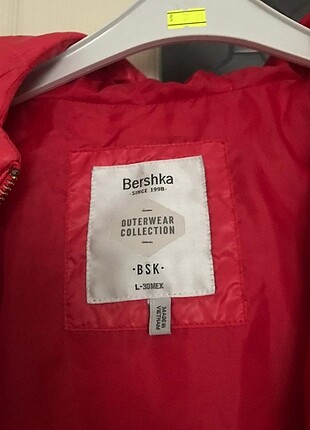 Bershka
-SINCE 1998-
OUTERWEAR
COLLECTION
·BSK·
L-30MEX
MADE IN
VIETNAM